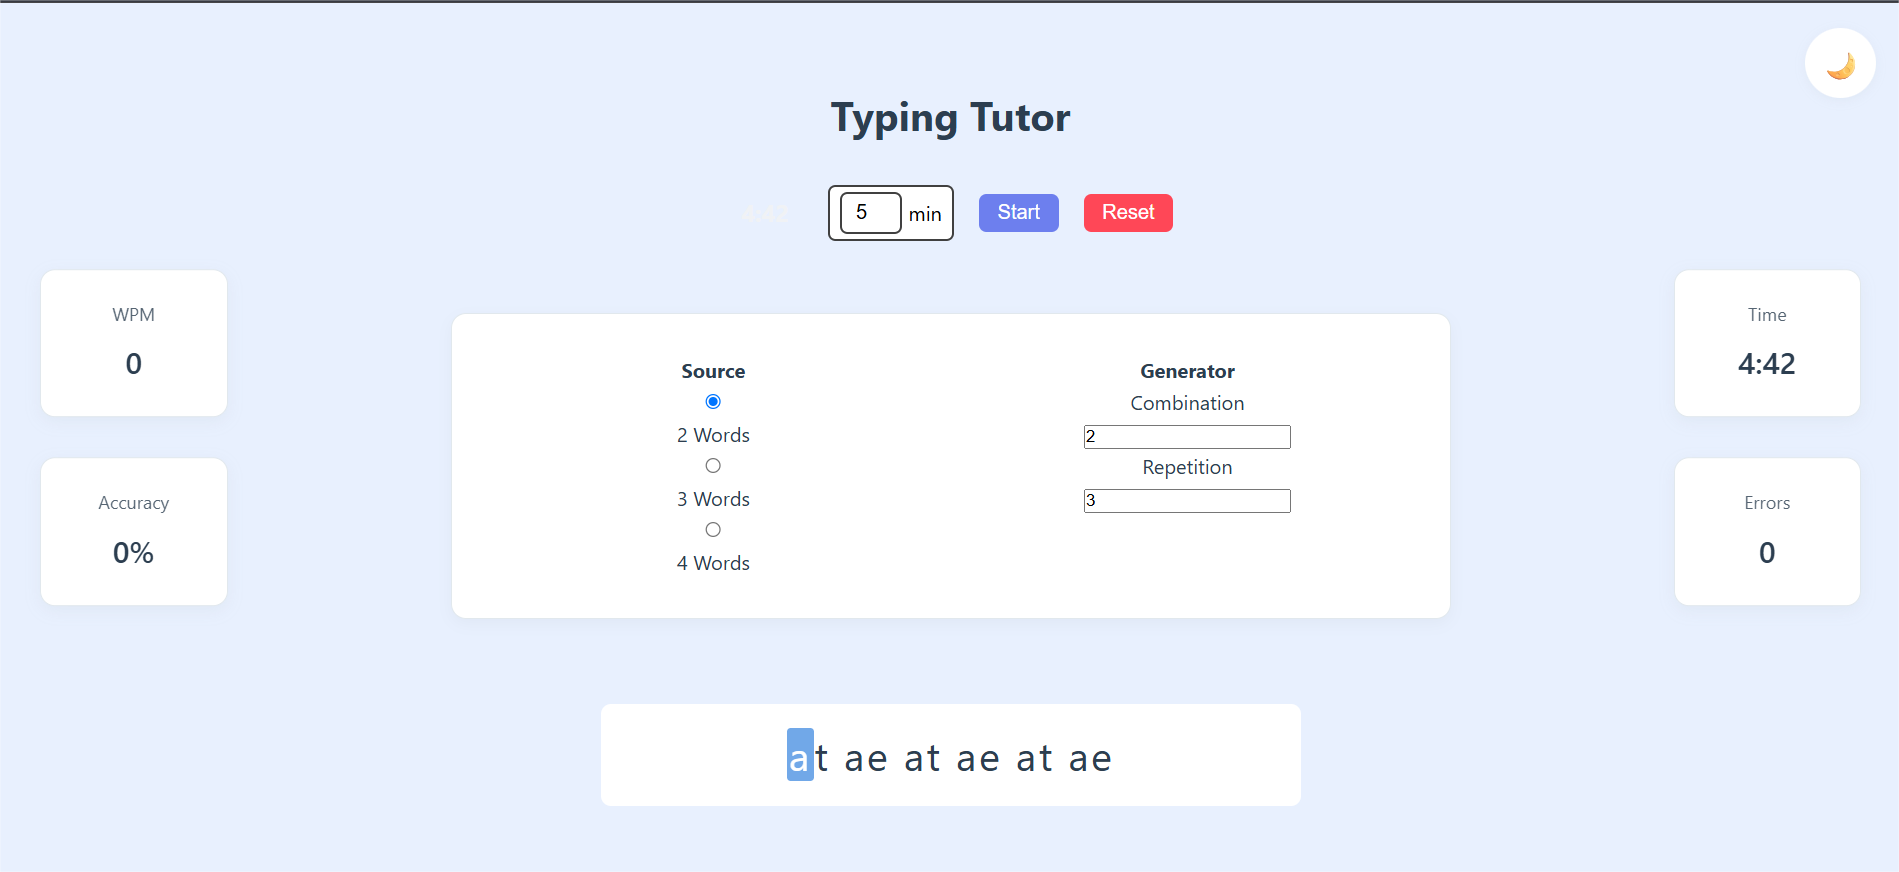 Typing Tutor
4:42 5 min Start Reset
WPM
0
Accuracy
0%
Source
2 Words
3 Words
4 Words
Generator
Combination
2
Repetition
3
Time
4:42
Errors
0
at ae at ae at ae